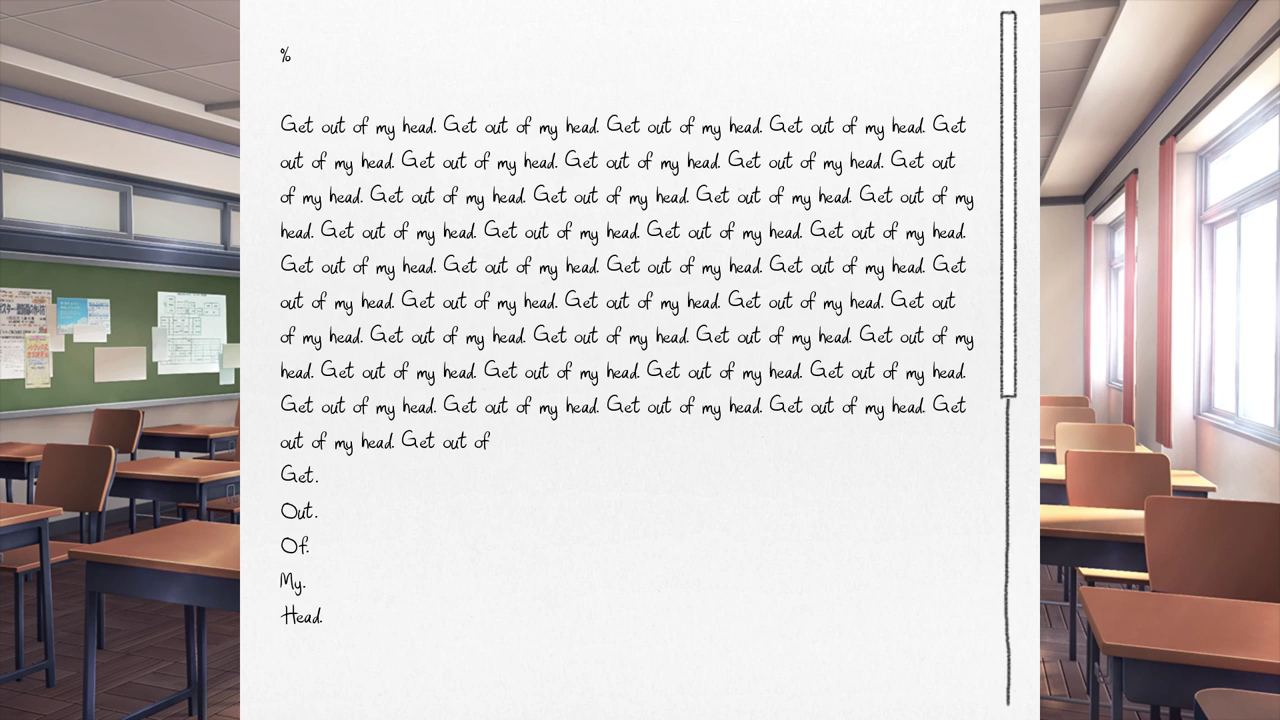 %
Get out of my head. Get out of my head. Get out of my head. Get out of my head. Get
out of my head. Get out of my head. Get out of my head. Get out of my head. Get out
of my head. Get out of my head. Get out of my head. Get out of my head. Get out of my
head. Get out of my head. Get out of my head. Get out of my head. Get out of my head.
Get out of my head. Get out of my head. Get out of my head. Get out of my head. Get
out of my head. Get out of my head. Get out of my head. Get out of my head. Get out
of my head. Get out of my head. Get out of my head. Get out of my head. Get out of my
head. Get out of my head. Get out of my head. Get out of my head. Get out of my head.
Get out of my head. Get out of my head. Get out of my head. Get out of my head. Get
out of my head. Get out of
Get.
Out.
Of.
My.
Head.